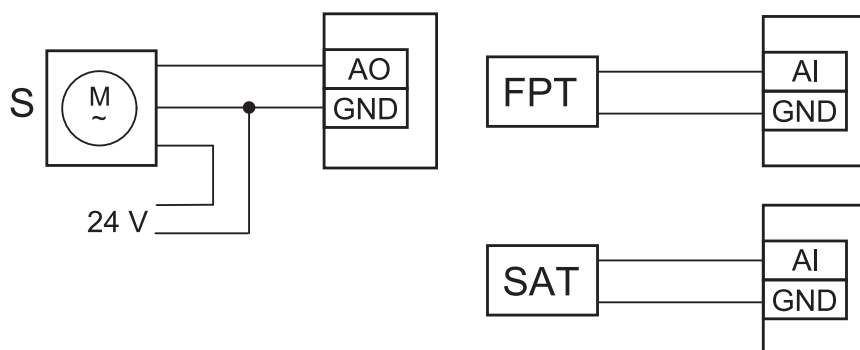 S
M
~
24 V
AO
GND
FPT
AI
GND
SAT
AI
GND